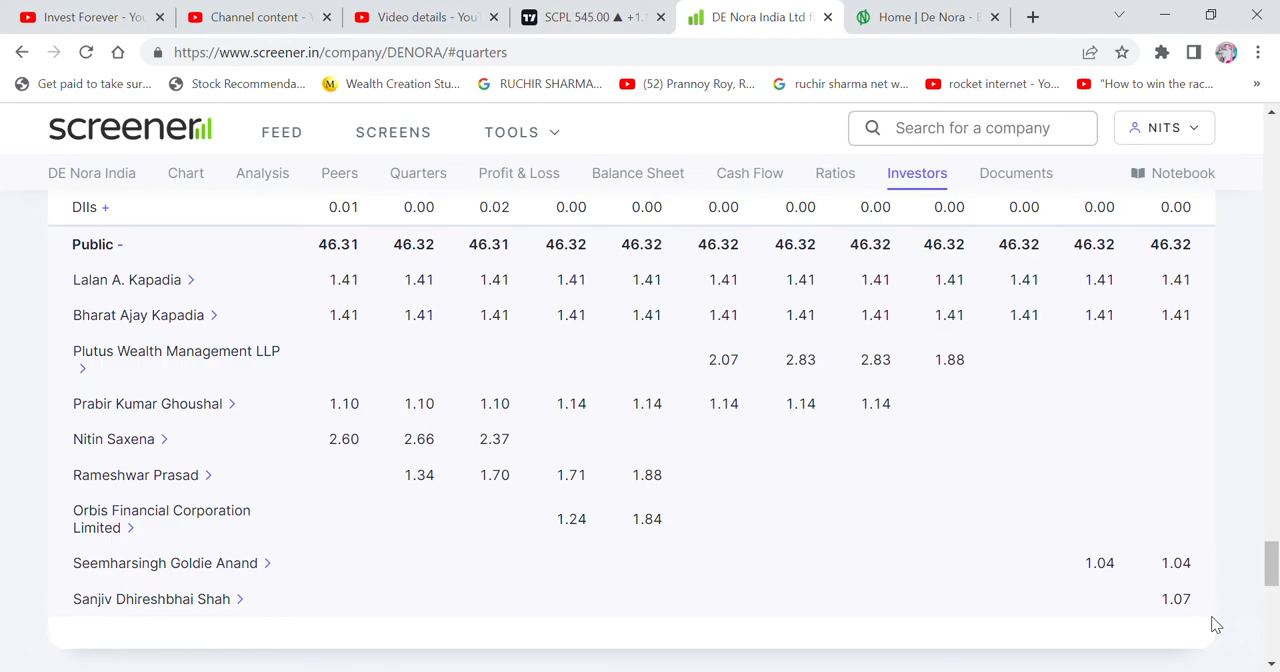 Invest Forever - You
Channel content - 
Video details - You
SCPL 545.00 ▲ +1.
DE Nora India Ltd f
Home | De Nora - E
https://www.screener.in/company/DENORA/#quarters
Get paid to take sur...
Stock Recommenda...
Wealth Creation Stu...
RUCHIR SHARMA...
(52) Prannoy Roy, R...
ruchir sharma net w...
rocket internet - Yo...
"How to win the rac...
»
screener
FEED
SCREENS
TOOLS
Search for a company
NITS
DE Nora India Chart Analysis Peers Quarters Profit & Loss Balance Sheet Cash Flow Ratios Investors Documents Notebook
DIIs + 0.01 0.00 0.02 0.00 0.00 0.00 0.00 0.00 0.00 0.00 0.00 0.00
Public - 46.31 46.32 46.31 46.32 46.32 46.32 46.32 46.32 46.32 46.32 46.32 46.32
Lalan A. Kapadia > 1.41 1.41 1.41 1.41 1.41 1.41 1.41 1.41 1.41 1.41 1.41 1.41
Bharat Ajay Kapadia > 1.41 1.41 1.41 1.41 1.41 1.41 1.41 1.41 1.41 1.41 1.41 1.41
Plutus Wealth Management LLP
> 2.07 2.83 2.83 1.88
Prabir Kumar Ghoushal > 1.10 1.10 1.10 1.14 1.14 1.14 1.14 1.14
Nitin Saxena > 2.60 2.66 2.37
Rameshwar Prasad > 1.34 1.70 1.71 1.88
Orbis Financial Corporation
Limited > 1.24 1.84
Seemharsingh Goldie Anand > 1.04 1.04
Sanjiv Dhireshbhai Shah > 1.07